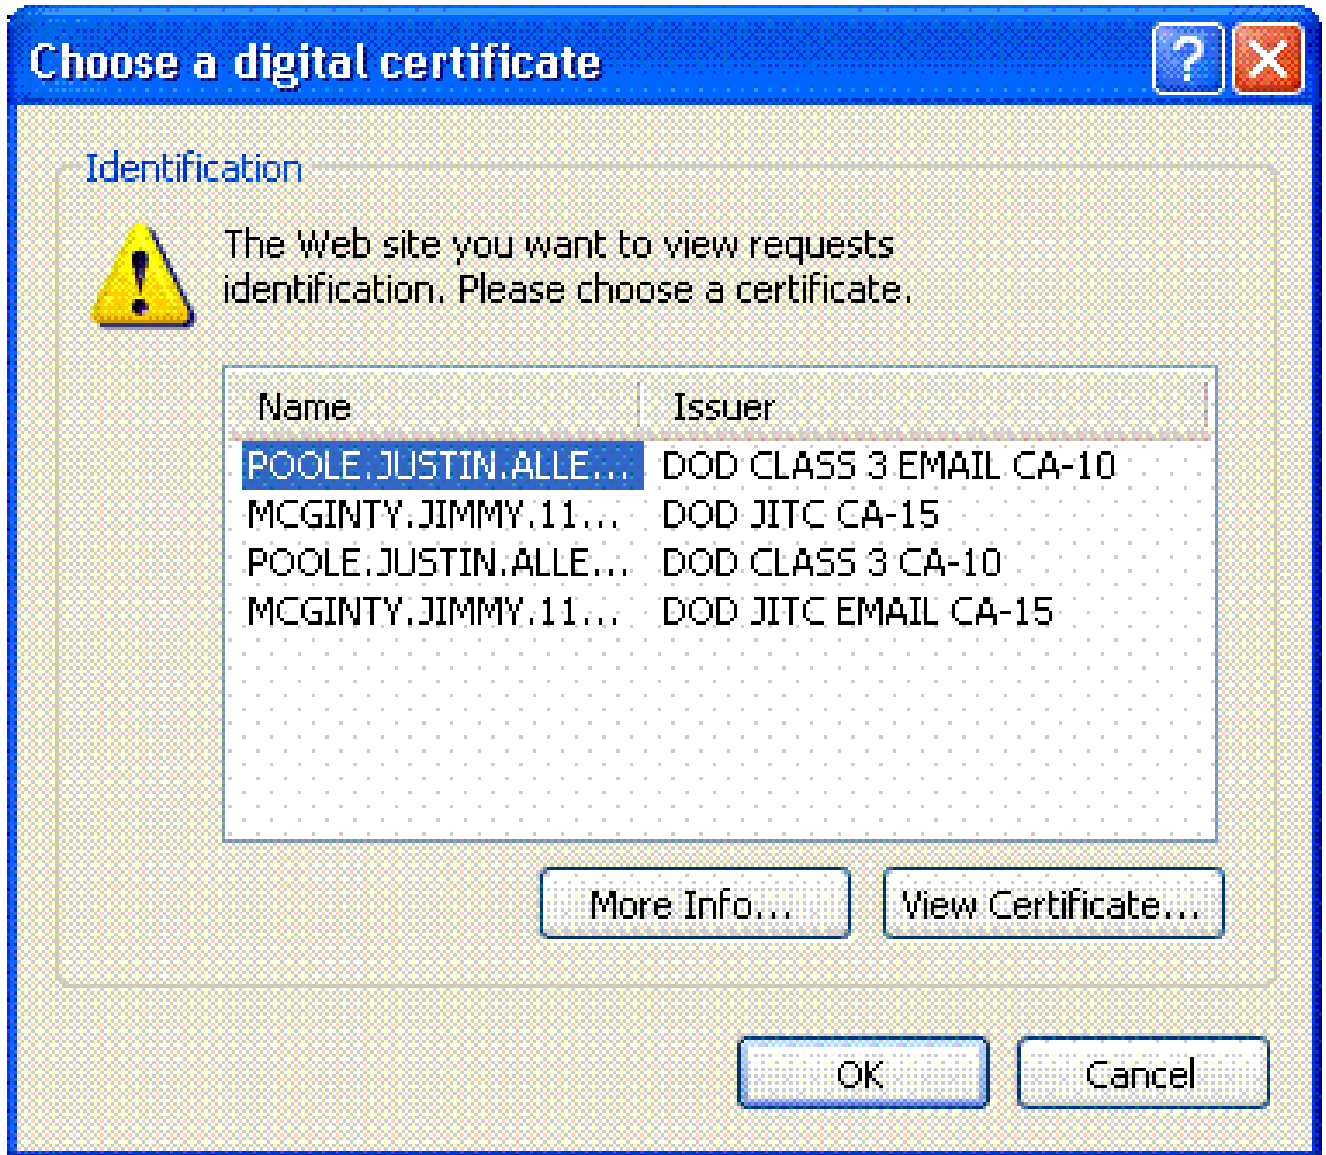 Choose a digital certificate
Identification
The Web site you want to view requests
identification. Please choose a certificate.
Name Issuer
POOLE.JUSTIN.ALLE... DOD CLASS 3 EMAIL CA-10
MCGINTY.JIMMY.11... DOD JITC CA-15
POOLE.JUSTIN.ALLE... DOD CLASS 3 CA-10
MCGINTY.JIMMY.11... DOD JITC EMAIL CA-15
More Info... View Certificate...
OK Cancel